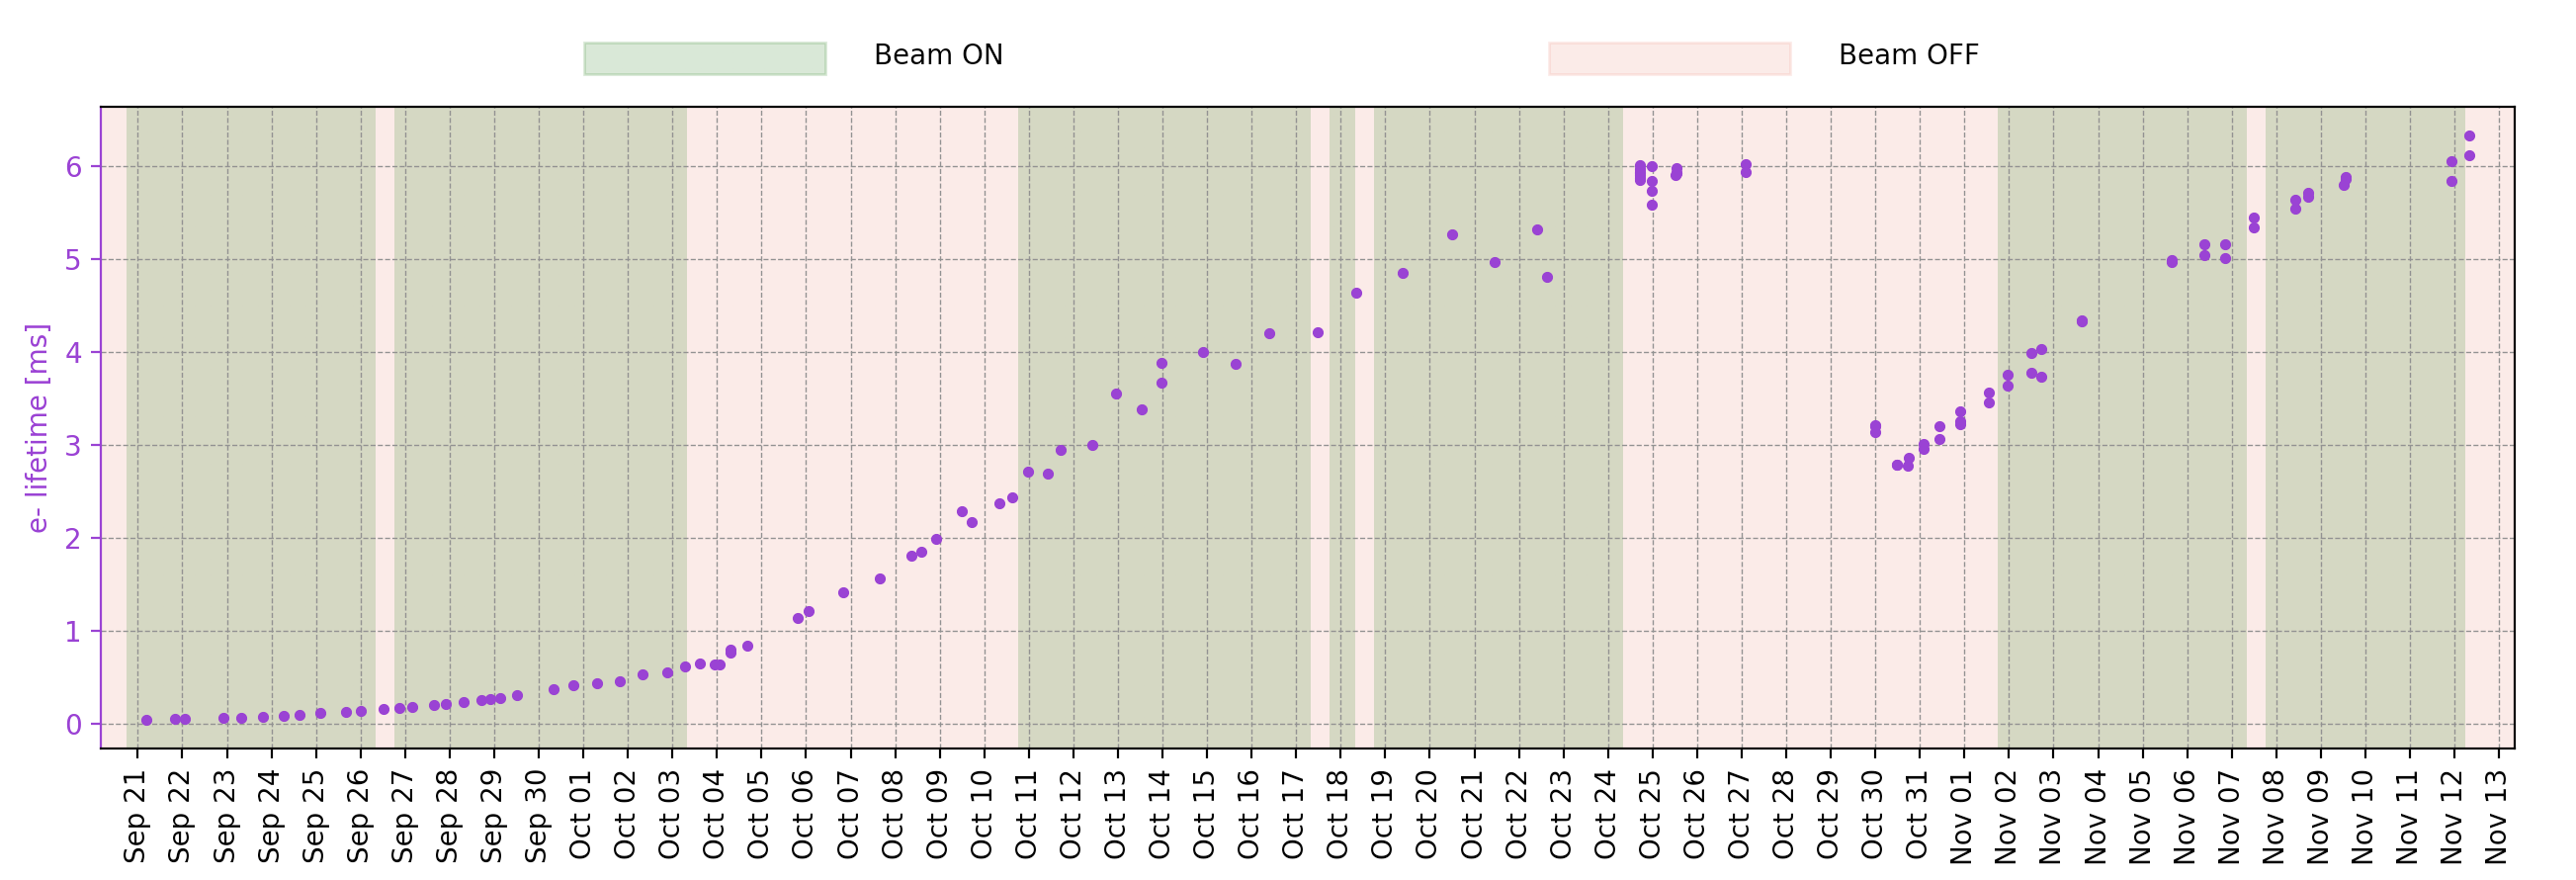 Beam ON
Beam OFF
e- lifetime [ms]
6
5
4
3
2
1
0
Sep 21
Sep 22
Sep 23
Sep 24
Sep 25
Sep 26
Sep 27
Sep 28
Sep 29
Sep 30
Oct 01
Oct 02
Oct 03
Oct 04
Oct 05
Oct 06
Oct 07
Oct 08
Oct 09
Oct 10
Oct 11
Oct 12
Oct 13
Oct 14
Oct 15
Oct 16
Oct 17
Oct 18
Oct 19
Oct 20
Oct 21
Oct 22
Oct 23
Oct 24
Oct 25
Oct 26
Oct 27
Oct 28
Oct 29
Oct 30
Oct 31
Nov 01
Nov 02
Nov 03
Nov 04
Nov 05
Nov 06
Nov 07
Nov 08
Nov 09
Nov 10
Nov 11
Nov 12
Nov 13